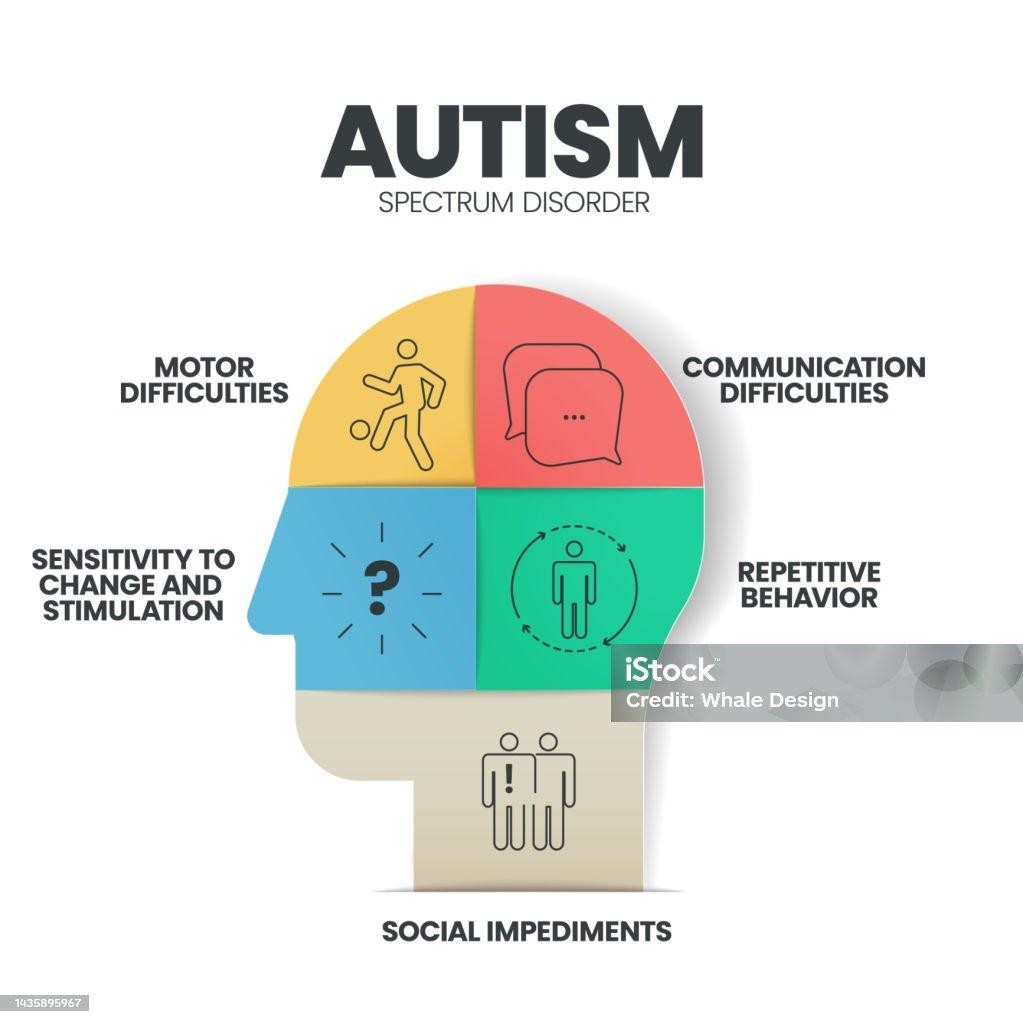 AUTISM
SPECTRUM DISORDER
MOTOR
DIFFICULTIES
COMMUNICATION
DIFFICULTIES
SENSITIVITY TO
CHANGE AND
STIMULATION
?
REPETITIVE
BEHAVIOR
iStock™
Credit: Whale Design
!
SOCIAL IMPEDIMENTS
1435895967